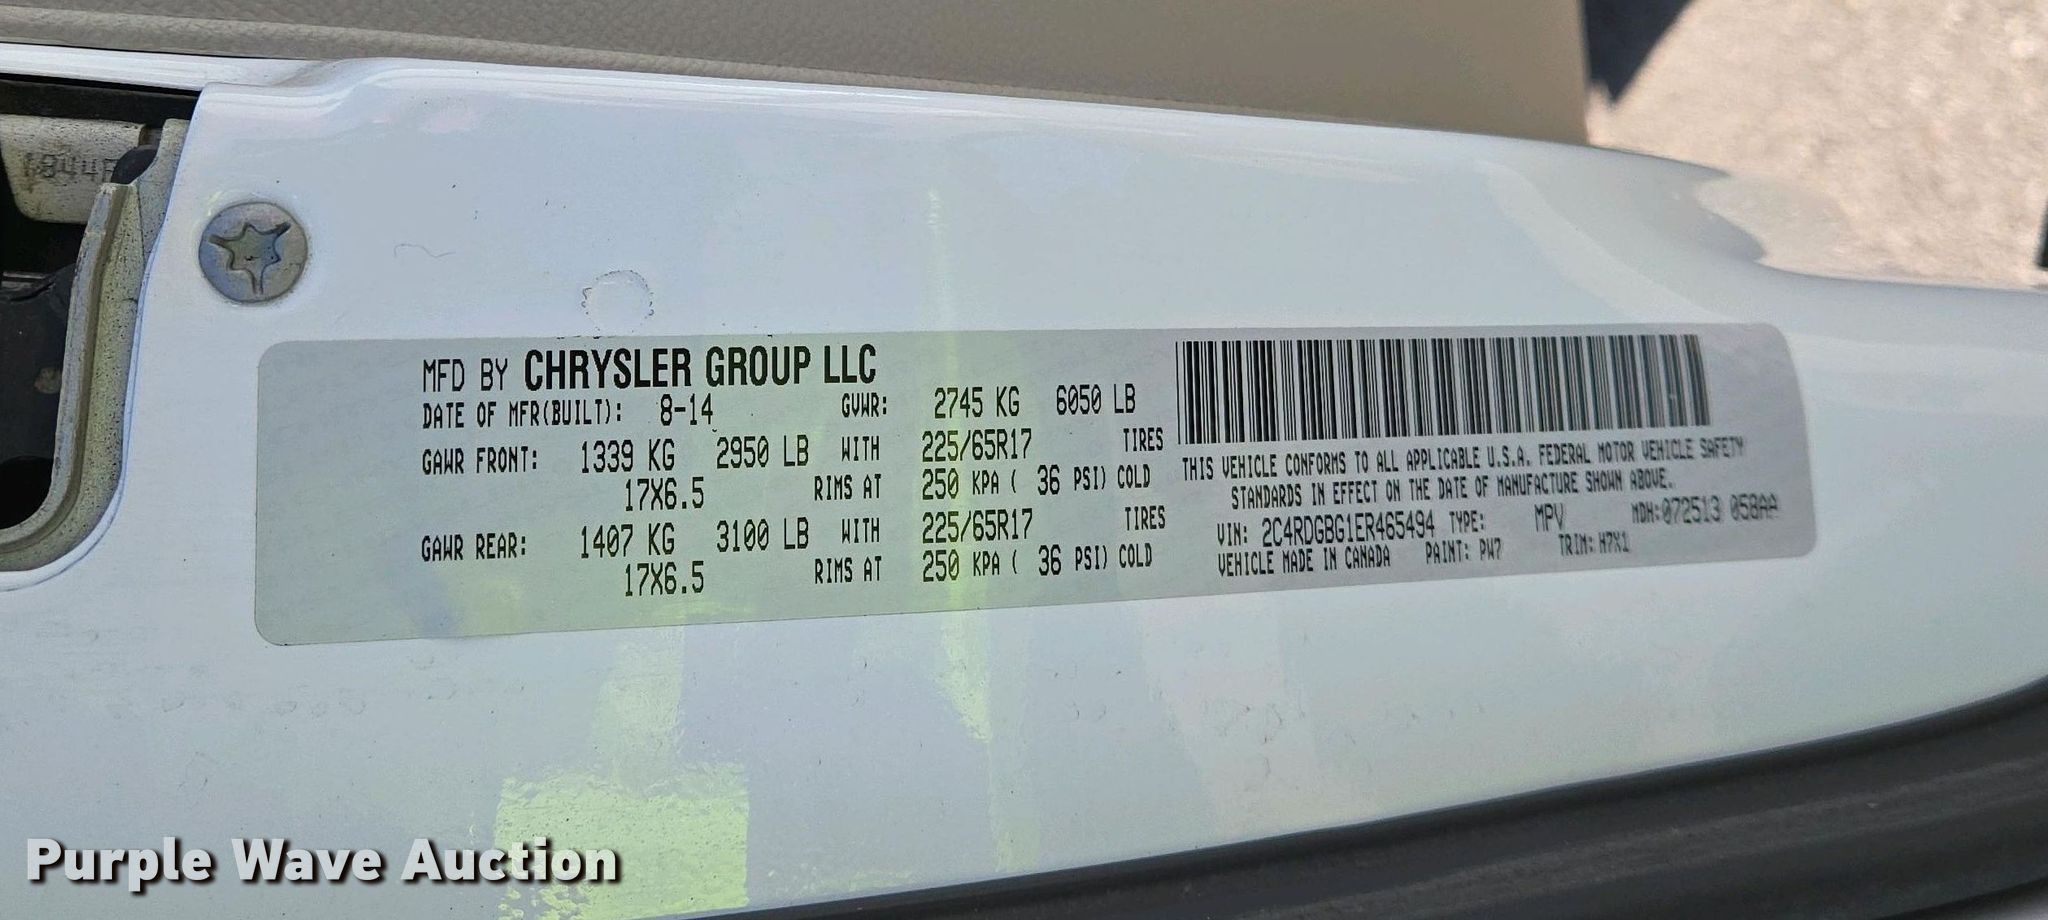 1844F
MFD BY CHRYSLER GROUP LLC
DATE OF MFR(BUILT): 8-14 GVWR: 2745 KG 6050 LB
GAWR FRONT: 1339 KG 2950 LB WITH 225/65R17 TIRES
17X6.5 RIMS AT 250 KPA ( 36 PSI) COLD
GAWR REAR: 1407 KG 3100 LB WITH 225/65R17 TIRES
17X6.5 RIMS AT 250 KPA ( 36 PSI) COLD
THIS VEHICLE CONFORMS TO ALL APPLICABLE U.S.A. FEDERAL MOTOR VEHICLE SAFETY
STANDARDS IN EFFECT ON THE DATE OF MANUFACTURE SHOWN ABOVE.
VIN: 2C4RDGBG1ER465494 TYPE: MPV MDH:072513 058AA
VEHICLE MADE IN CANADA PAINT: PW7 TRIM: H7X1
Purple Wave Auction